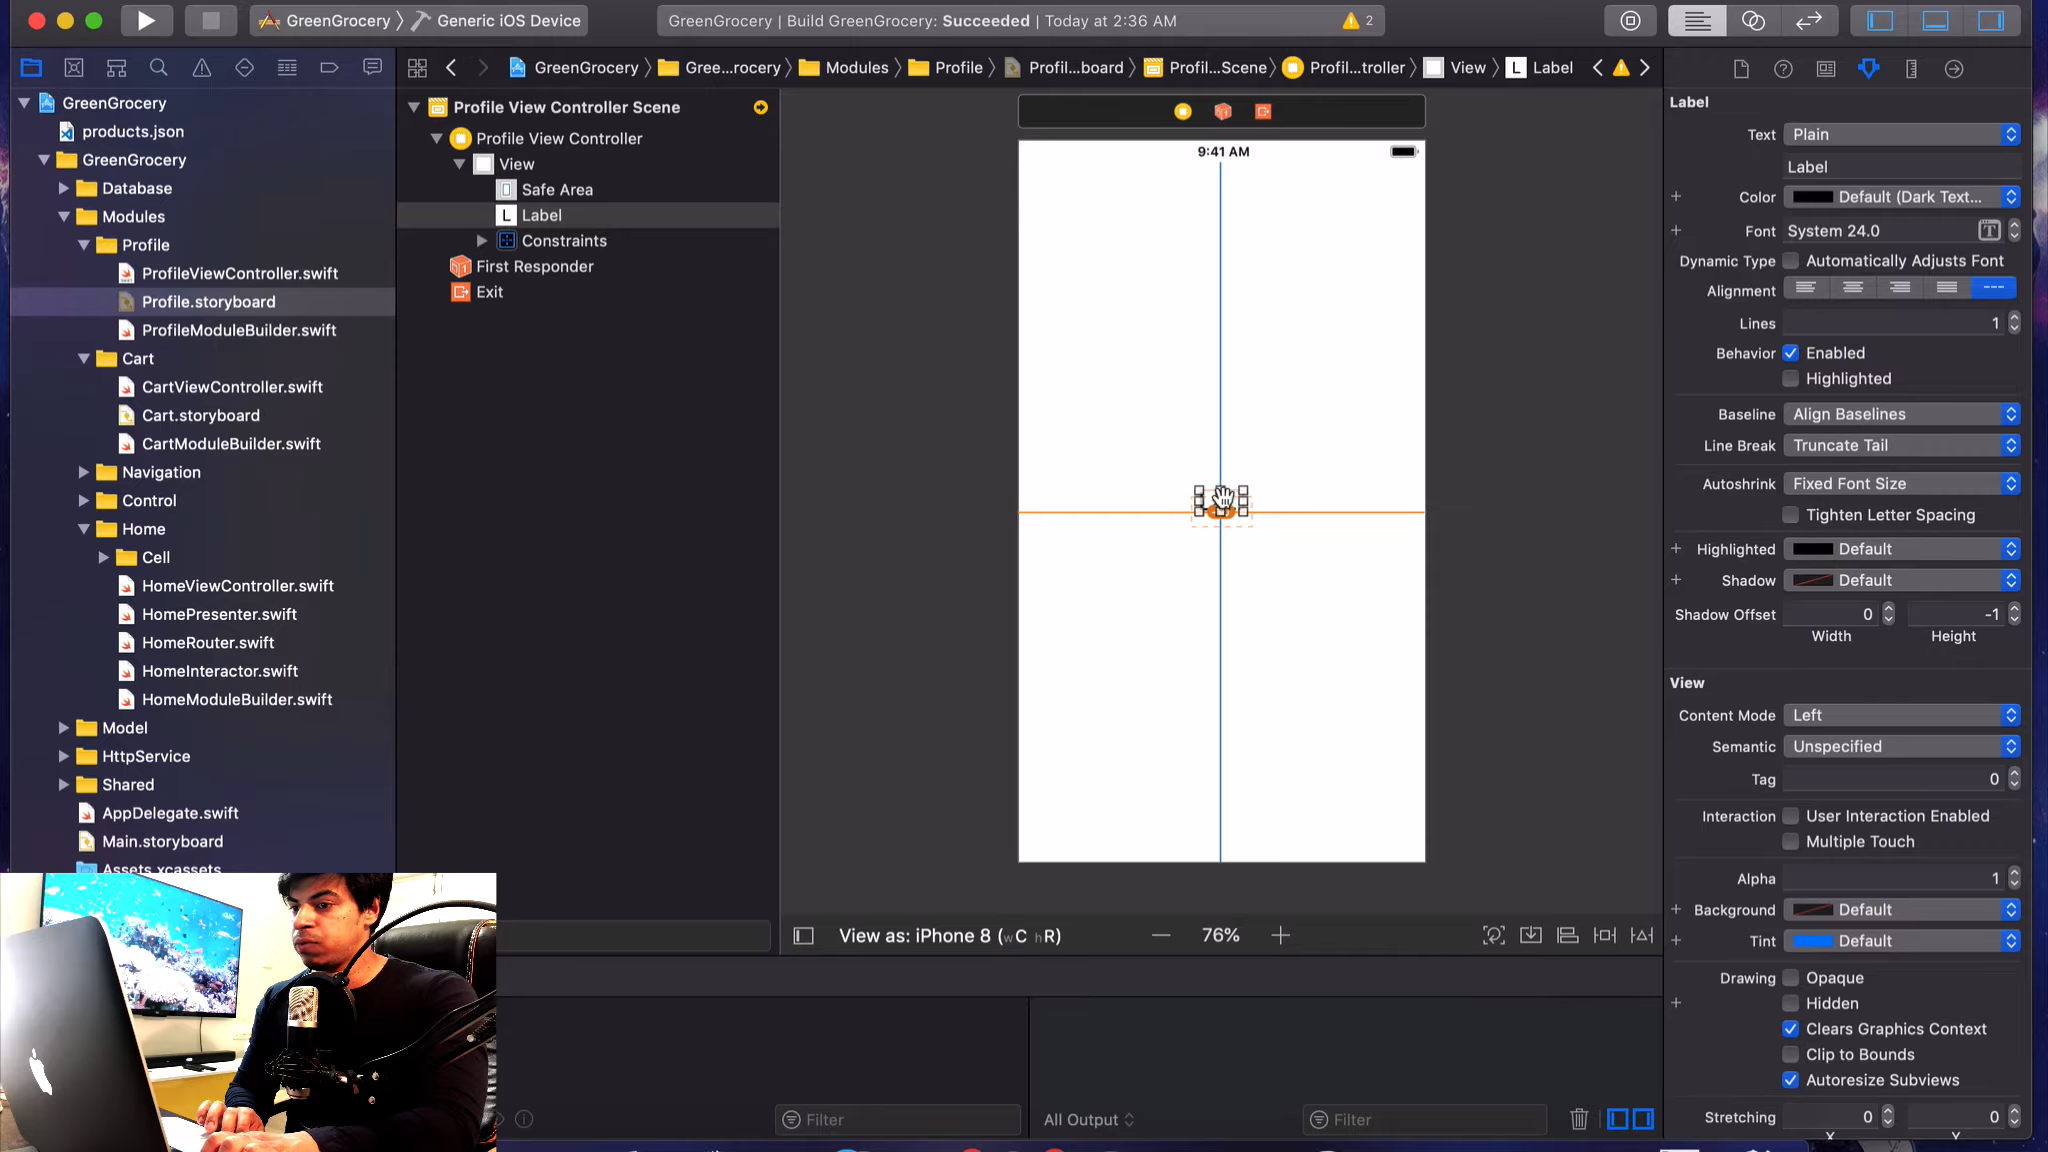 GreenGrocery 〉 Generic iOS Device
GreenGrocery | Build GreenGrocery: Succeeded | Today at 2:36 AM
2
GreenGrocery
Gree...rocery
Modules
Profile
Profil...board
Profil...Scene
Profil...troller
View
L Label
GreenGrocery
products.json
GreenGrocery
Database
Modules
Profile
ProfileViewController.swift
Profile.storyboard
ProfileModuleBuilder.swift
Cart
CartViewController.swift
Cart.storyboard
CartModuleBuilder.swift
Navigation
Control
Home
Cell
HomeViewController.swift
HomePresenter.swift
HomeRouter.swift
HomeInteractor.swift
HomeModuleBuilder.swift
Model
HttpService
Shared
AppDelegate.swift
Main.storyboard
Assets.xcassets
Profile View Controller Scene
Profile View Controller
View
Safe Area
L Label
Constraints
First Responder
Exit
9:41 AM
View as: iPhone 8 (wC hR)
76%
Filter
All Output
Filter
Label
Text Plain
Label
Color Default (Dark Text...
Font System 24.0
Dynamic Type Automatically Adjusts Font
Alignment
Lines 1
Behavior Enabled
Highlighted
Baseline Align Baselines
Line Break Truncate Tail
Autoshrink Fixed Font Size
Tighten Letter Spacing
Highlighted Default
Shadow Default
Shadow Offset 0 -1
Width Height
View
Content Mode Left
Semantic Unspecified
Tag 0
Interaction User Interaction Enabled
Multiple Touch
Alpha 1
Background Default
Tint Default
Drawing Opaque
Hidden
Clears Graphics Context
Clip to Bounds
Autoresize Subviews
Stretching 0 0
X Y